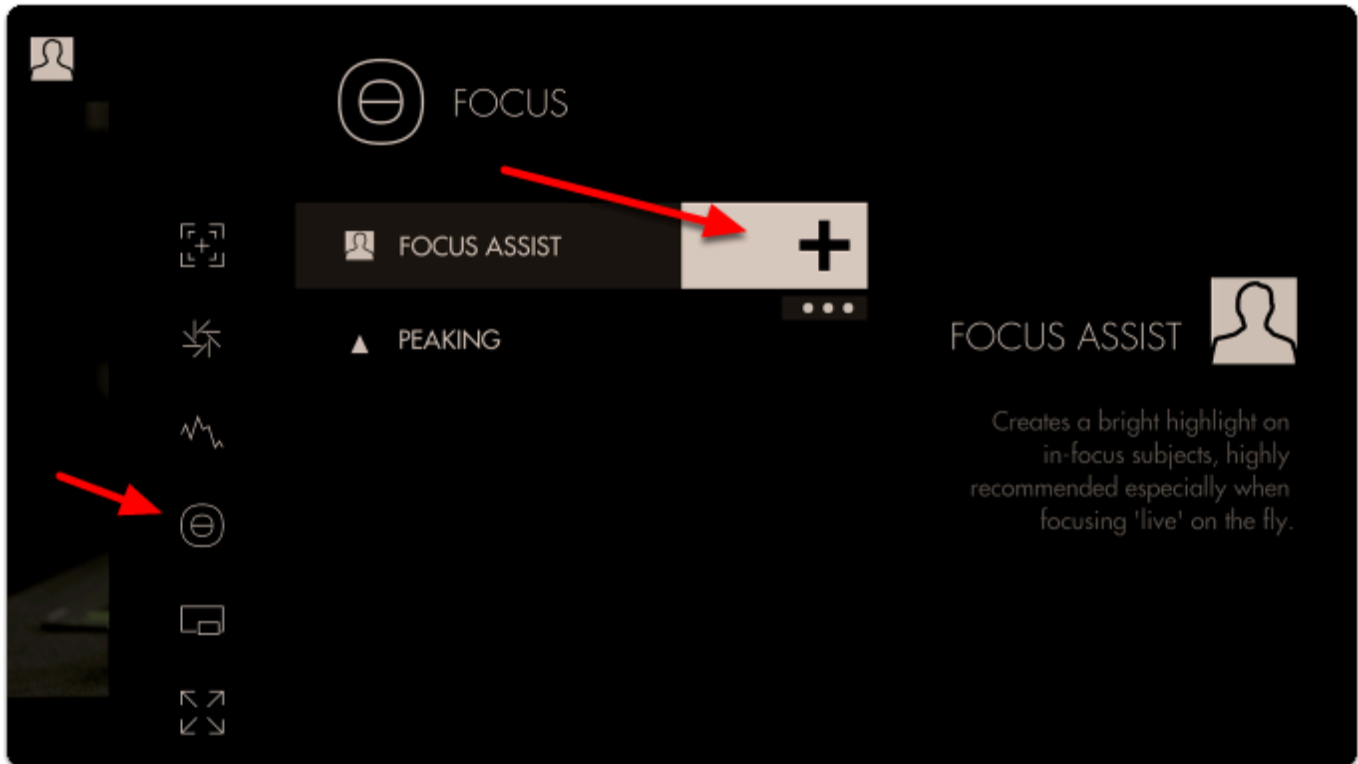 FOCUS
FOCUS ASSIST
PEAKING
FOCUS ASSIST
Creates a bright highlight on
in-focus subjects, highly
recommended especially when
focusing 'live' on the fly.